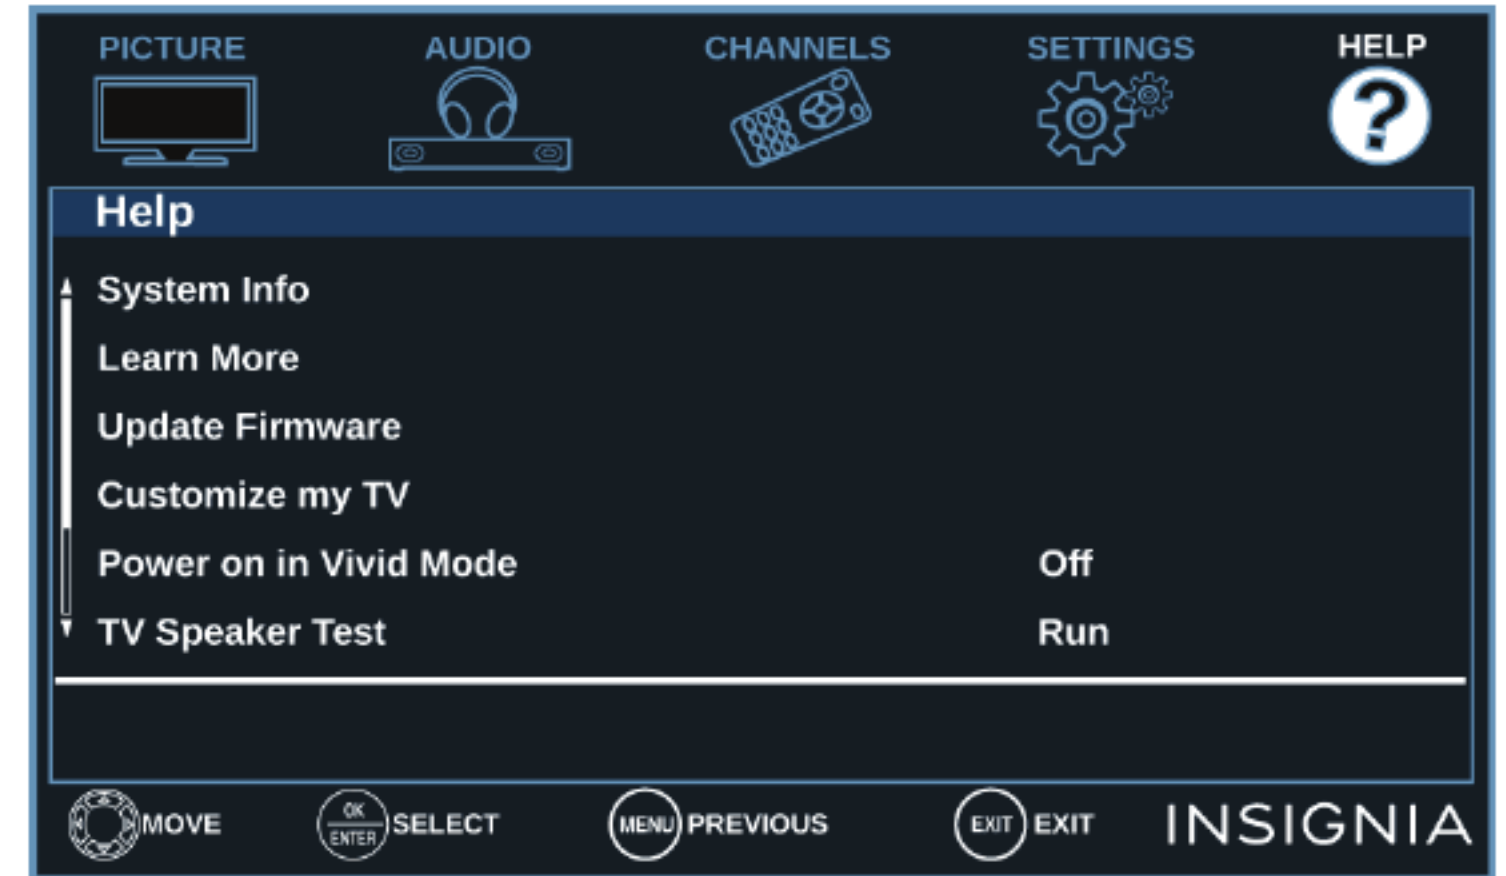 PICTURE AUDIO CHANNELS SETTINGS HELP
?
Help
System Info
Learn More
Update Firmware
Customize my TV
Power on in Vivid Mode Off
TV Speaker Test Run
MOVE OK ENTER SELECT MENU PREVIOUS EXIT EXIT INSIGNIA